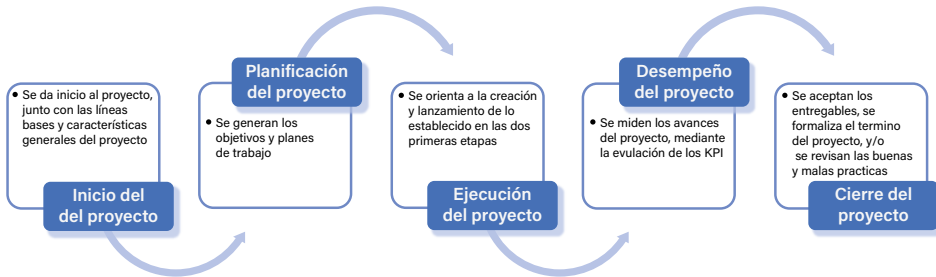 • Se da inicio al proyecto,
junto con las líneas
bases y características
generales del proyecto
Inicio del
del proyecto
Planificación
del proyecto
• Se generan los
objetivos y planes
de trabajo
• Se orienta a la creación
y lanzamiento de lo
establecido en las dos
primeras etapas
Ejecución
del proyecto
Desempeño
del proyecto
• Se miden los avances
del proyecto, mediante
la evulación de los KPI
• Se aceptan los
entregables, se
formaliza el termino
del proyecto, y/o
se revisan las buenas
y malas practicas
Cierre del
proyecto